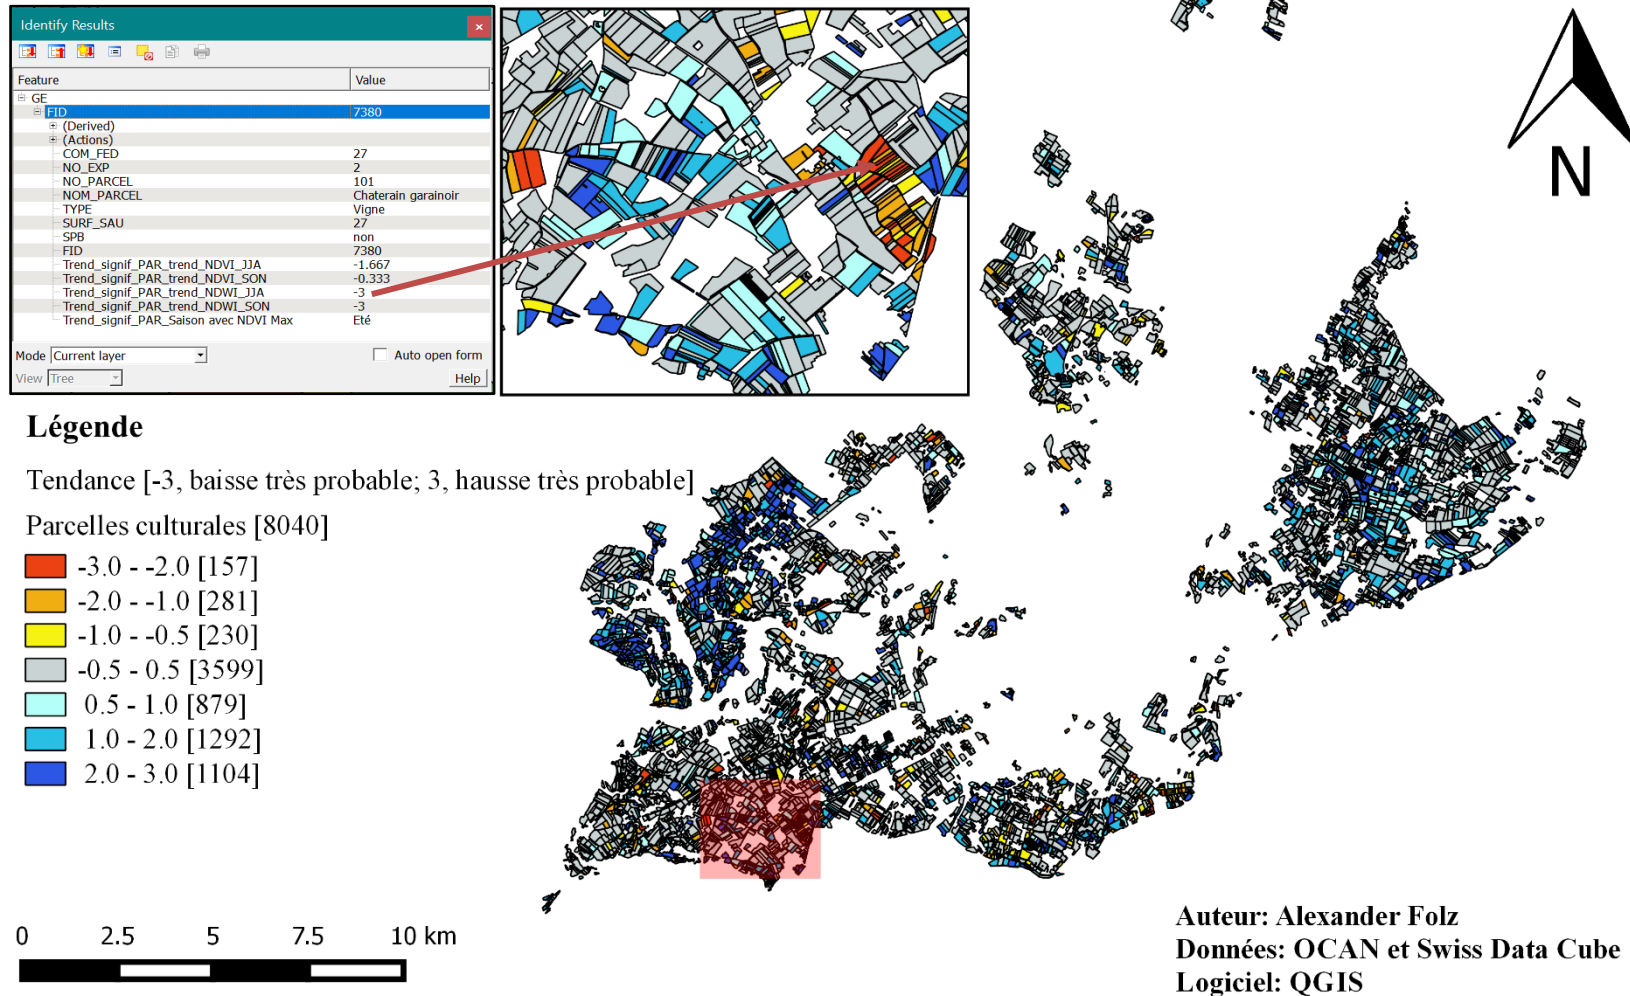 Identify Results
Feature Value
GE
FID 7380
(Derived)
(Actions)
COM_FED 27
NO_EXP 2
NO_PARCEL 101
NOM_PARCEL Chaterain garainoir
TYPE Vigne
SURF_SAU 27
SPB non
FID 7380
Trend_signif_PAR_trend_NDVI_JJA -1.667
Trend_signif_PAR_trend_NDVI_SON -0.333
Trend_signif_PAR_trend_NDWI_JJA -3
Trend_signif_PAR_trend_NDWI_SON -3
Trend_signif_PAR_Saison avec NDVI Max Eté
Mode Current layer Auto open form
View Tree Help
N
Légende
Tendance [-3, baisse très probable; 3, hausse très probable]
Parcelles culturales [8040]
-3.0 - -2.0 [157]
-2.0 - -1.0 [281]
-1.0 - -0.5 [230]
-0.5 - 0.5 [3599]
0.5 - 1.0 [879]
1.0 - 2.0 [1292]
2.0 - 3.0 [1104]
0 2.5 5 7.5 10 km
Auteur: Alexander Folz
Données: OCAN et Swiss Data Cube
Logiciel: QGIS